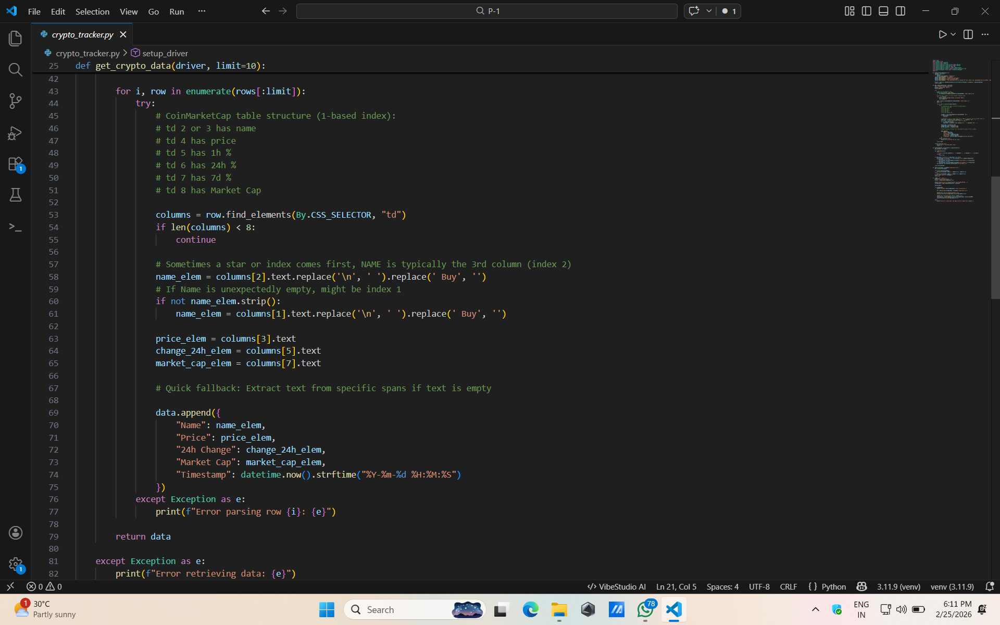 File Edit Selection View Go Run ···
P-1
1
crypto_tracker.py
crypto_tracker.py > setup_driver
25 def get_crypto_data(driver, limit=10):
42
43 for i, row in enumerate(rows[:limit]):
44 try:
45 # CoinMarketCap table structure (1-based index):
46 # td 2 or 3 has name
47 # td 4 has price
48 # td 5 has 1h %
49 # td 6 has 24h %
50 # td 7 has 7d %
51 # td 8 has Market Cap
52
53 columns = row.find_elements(By.CSS_SELECTOR, "td")
54 if len(columns) < 8:
55 continue
56
57 # Sometimes a star or index comes first, NAME is typically the 3rd column (index 2)
58 name_elem = columns[2].text.replace('\n', ' ').replace(' Buy', '')
59 # If Name is unexpectedly empty, might be index 1
60 if not name_elem.strip():
61 name_elem = columns[1].text.replace('\n', ' ').replace(' Buy', '')
62
63 price_elem = columns[3].text
64 change_24h_elem = columns[5].text
65 market_cap_elem = columns[7].text
66
67 # Quick fallback: Extract text from specific spans if text is empty
68
69 data.append({
70 "Name": name_elem,
71 "Price": price_elem,
72 "24h Change": change_24h_elem,
73 "Market Cap": market_cap_elem,
74 "Timestamp": datetime.now().strftime("%Y-%m-%d %H:%M:%S")
75 })
76 except Exception as e:
77 print(f"Error parsing row {i}: {e}")
78
79 return data
80
81 except Exception as e:
82 print(f"Error retrieving data: {e}")
1
1
0 0
VibeStudio AI Ln 21, Col 5 Spaces: 4 UTF-8 CRLF { } Python 3.11.9 (venv) venv (3.11.9)
1
30°C
Partly sunny
Search
78
ENG
IN
6:11 PM
2/25/2026